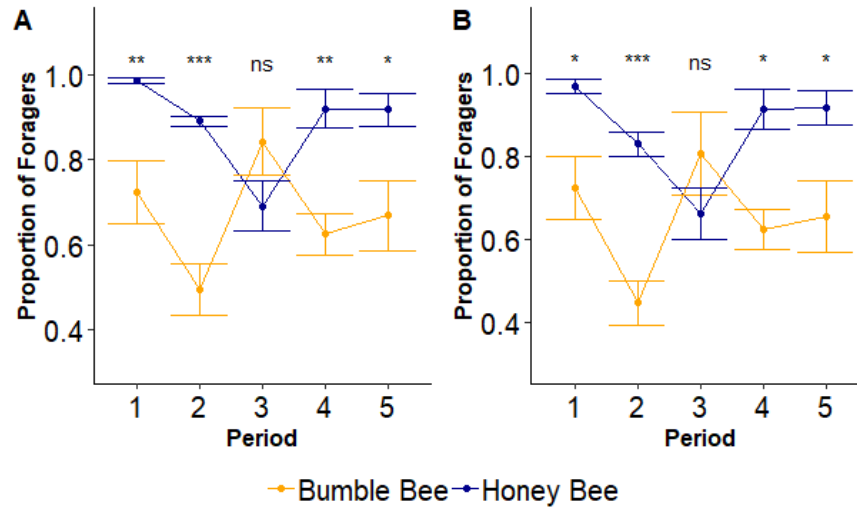 A
** *** ns ** *
Proportion of Foragers
1.0
0.8
0.6
0.4
1 2 3 4 5
Period
B
* *** ns * *
Proportion of Foragers
1.0
0.8
0.6
0.4
1 2 3 4 5
Period
Bumble Bee Honey Bee